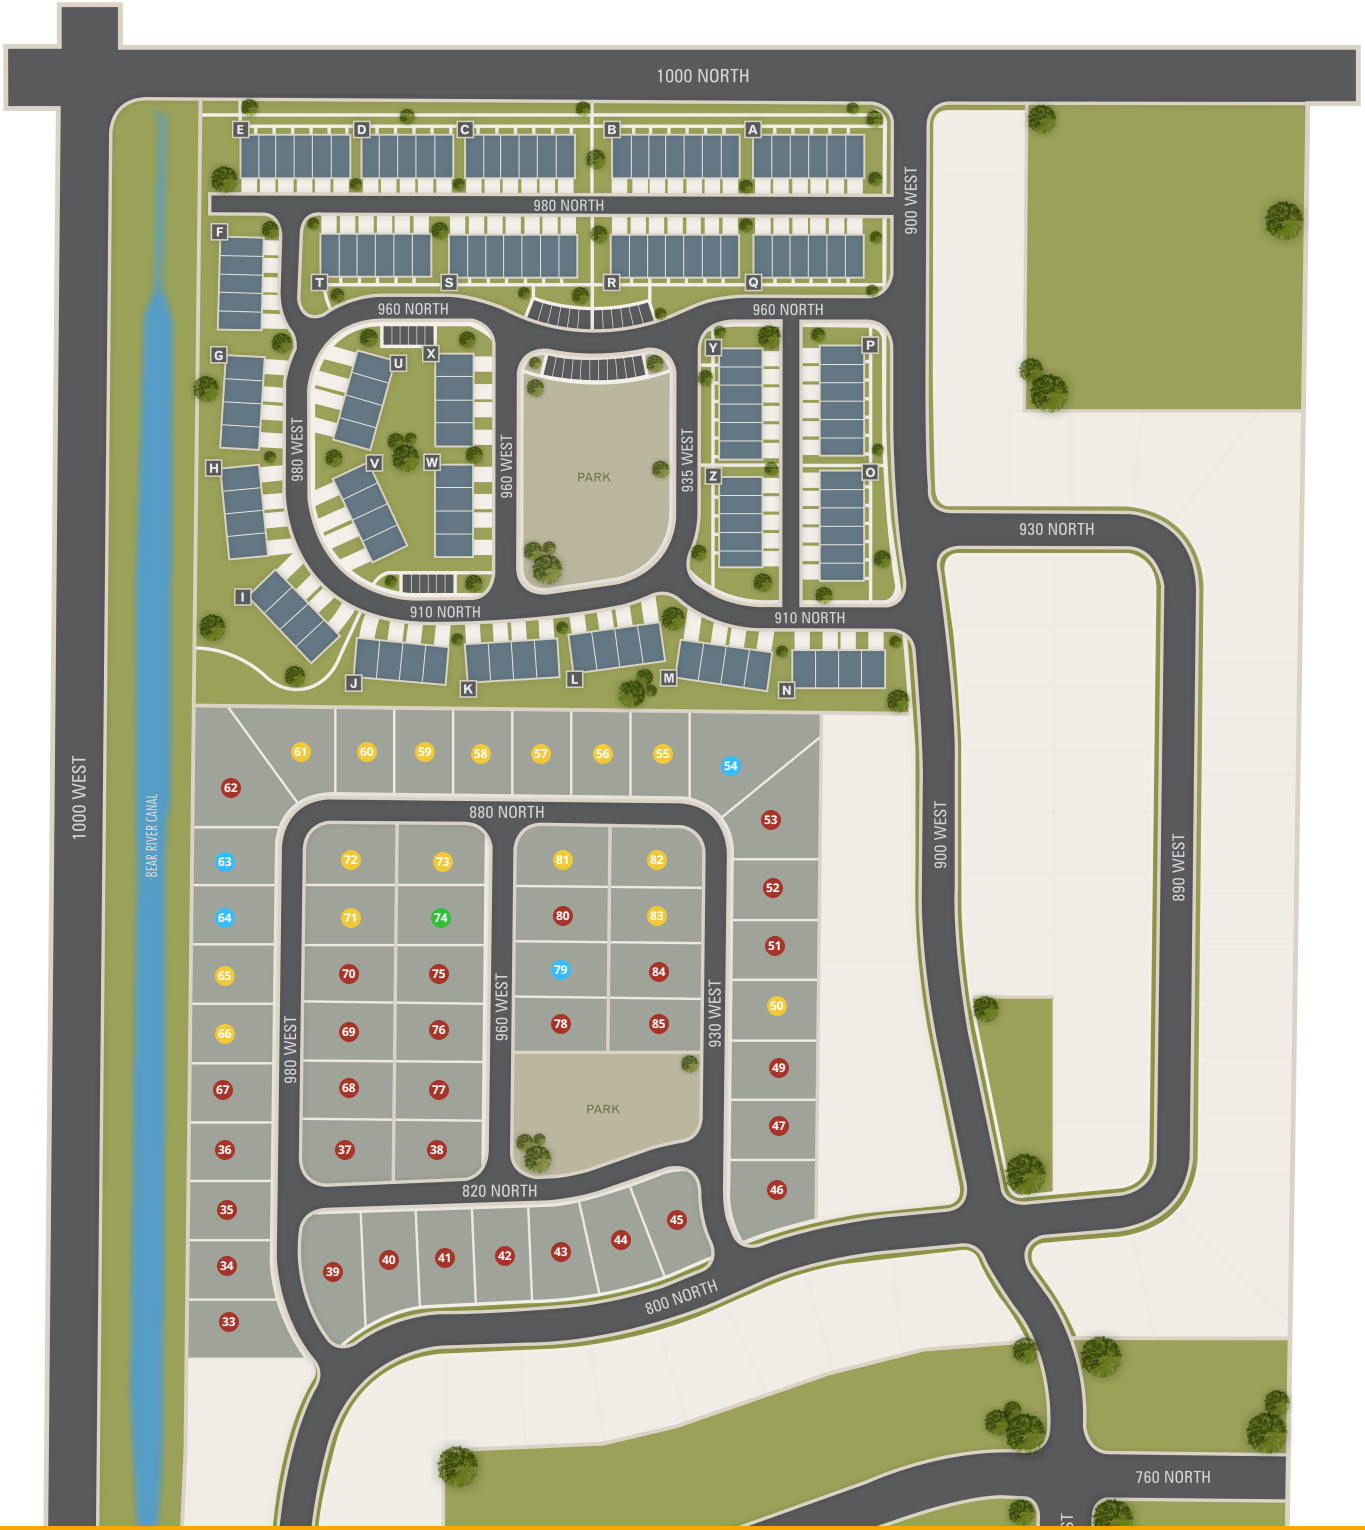 1000 NORTH
E
D
C
B
A
900 WEST
980 NORTH
F
T
S
R
Q
960 NORTH
960 NORTH
G
X
U
Y
P
980 WEST
960 WEST
PARK
935 WEST
H
V
W
Z
O
930 NORTH
I
910 NORTH
910 NORTH
J
K
L
M
N
1000 WEST
BEAR RIVER CANAL
61
60
59
58
57
56
55
54
62
880 NORTH
53
900 WEST
890 WEST
63
72
73
81
82
52
64
71
74
80
83
51
65
70
75
79
84
50
66
69
76
78
85
980 WEST
960 WEST
930 WEST
49
67
68
77
PARK
47
36
37
38
46
35
820 NORTH
45
34
39
40
41
42
43
44
33
800 NORTH
760 NORTH
ST